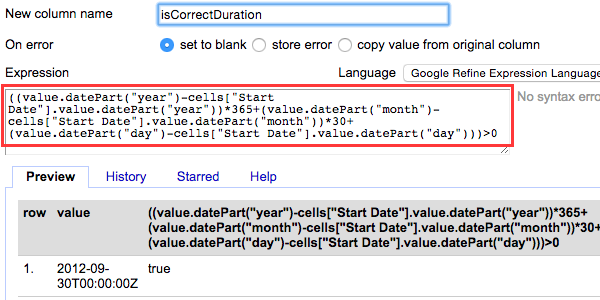 New column name isCorrectDuration
On error set to blank store error copy value from original column
Expression Language Google Refine Expression Language
((value.datePart("year")-cells["Start
Date"].value.datePart("year"))*365+(value.datePart("month")-
cells["Start Date"].value.datePart("month"))*30+
(value.datePart("day")-cells["Start Date"].value.datePart("day")))>0
No syntax erro
Preview History Starred Help
row value ((value.datePart("year")-cells["Start Date"].value.datePart("year"))*365+
(value.datePart("month")-cells["Start Date"].value.datePart("month"))*30+
(value.datePart("day")-cells["Start Date"].value.datePart("day")))>0
1. 2012-09- true
30T00:00:00Z